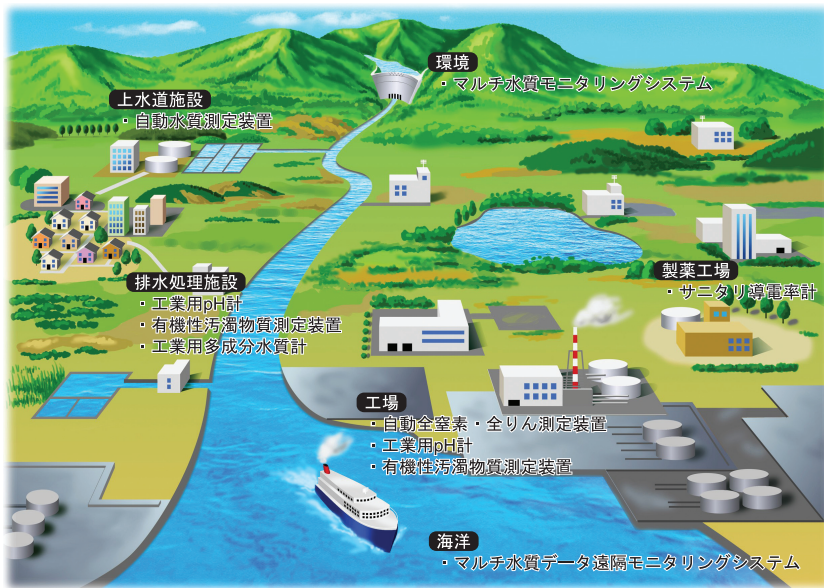 環境
・マルチ水質モニタリングシステム
上水道施設
・自動水質測定装置
排水処理施設
・工業用pH計
・有機性汚濁物質測定装置
・工業用多成分水質計
製薬工場
・サニタリ導電率計
工場
・自動全窒素・全りん測定装置
・工業用pH計
・有機性汚濁物質測定装置
海洋
・マルチ水質データ遠隔モニタリングシステム